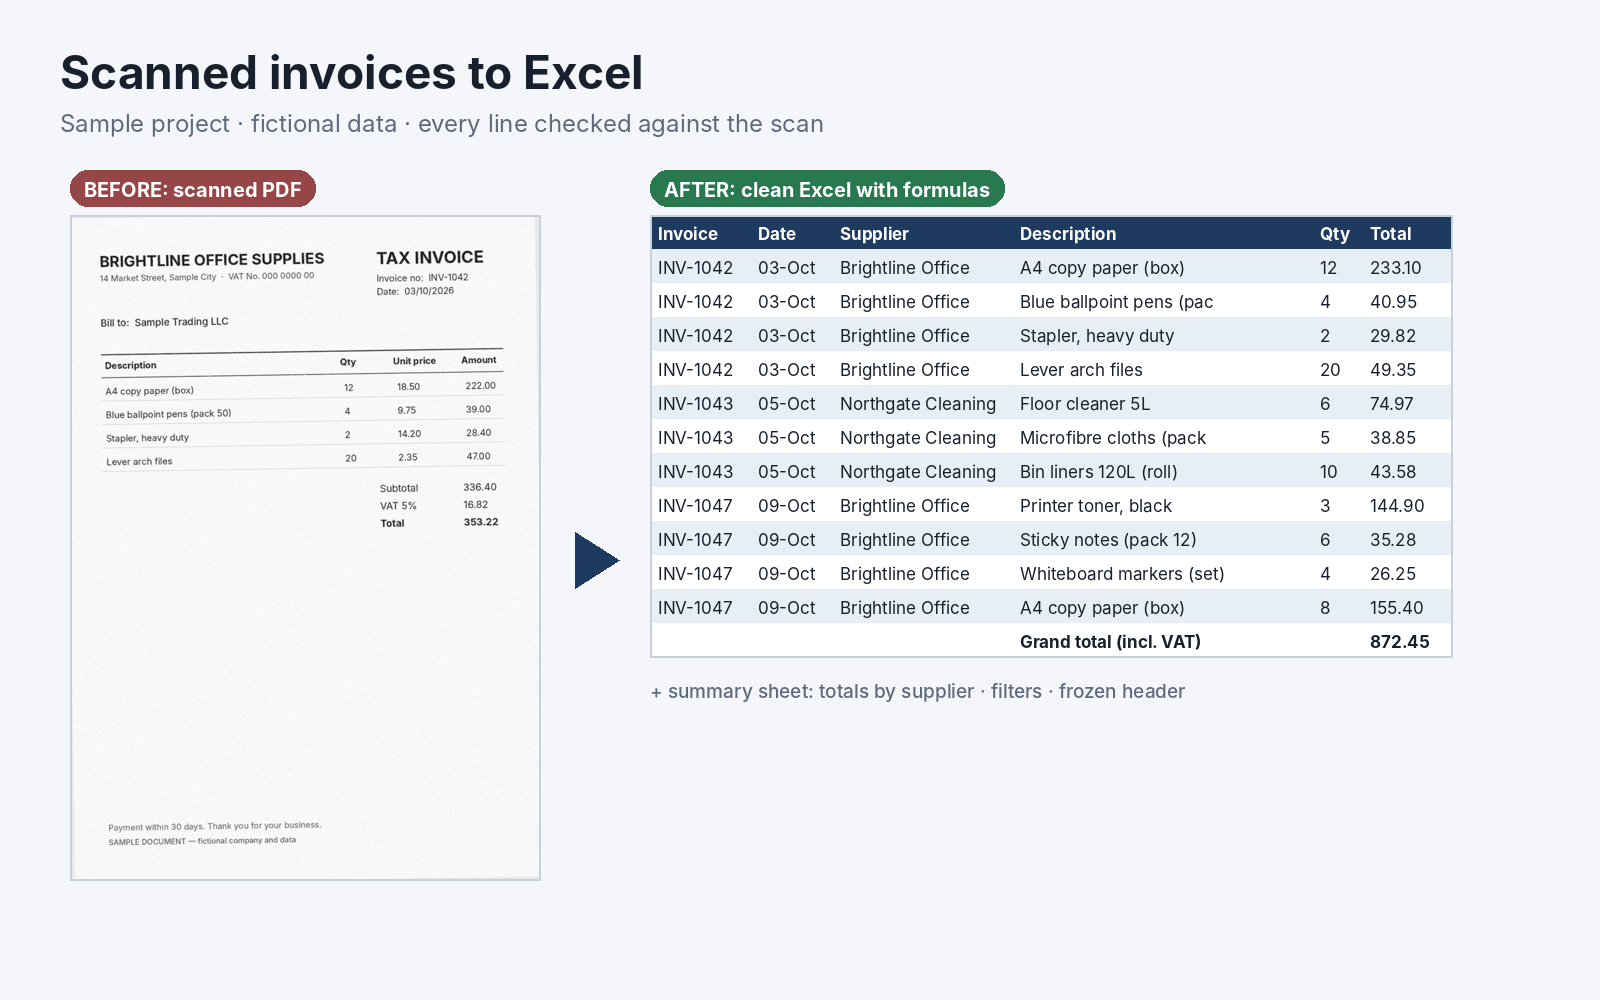 Scanned invoices to Excel
Sample project · fictional data · every line checked against the scan
BEFORE: scanned PDF
BRIGHTLINE OFFICE SUPPLIES
14 Market Street, Sample City · VAT No. 000 0000 00
TAX INVOICE
Invoice no: INV-1042
Date: 03/10/2026
Bill to: Sample Trading LLC
Description Qty Unit price Amount
A4 copy paper (box) 12 18.50 222.00
Blue ballpoint pens (pack 50) 4 9.75 39.00
Stapler, heavy duty 2 14.20 28.40
Lever arch files 20 2.35 47.00
Subtotal 336.40
VAT 5% 16.82
Total 353.22
Payment within 30 days. Thank you for your business.
SAMPLE DOCUMENT — fictional company and data
AFTER: clean Excel with formulas
Invoice Date Supplier Description Qty Total
INV-1042 03-Oct Brightline Office A4 copy paper (box) 12 233.10
INV-1042 03-Oct Brightline Office Blue ballpoint pens (pac 4 40.95
INV-1042 03-Oct Brightline Office Stapler, heavy duty 2 29.82
INV-1042 03-Oct Brightline Office Lever arch files 20 49.35
INV-1043 05-Oct Northgate Cleaning Floor cleaner 5L 6 74.97
INV-1043 05-Oct Northgate Cleaning Microfibre cloths (pack 5 38.85
INV-1043 05-Oct Northgate Cleaning Bin liners 120L (roll) 10 43.58
INV-1047 09-Oct Brightline Office Printer toner, black 3 144.90
INV-1047 09-Oct Brightline Office Sticky notes (pack 12) 6 35.28
INV-1047 09-Oct Brightline Office Whiteboard markers (set) 4 26.25
INV-1047 09-Oct Brightline Office A4 copy paper (box) 8 155.40
Grand total (incl. VAT) 872.45
+ summary sheet: totals by supplier · filters · frozen header